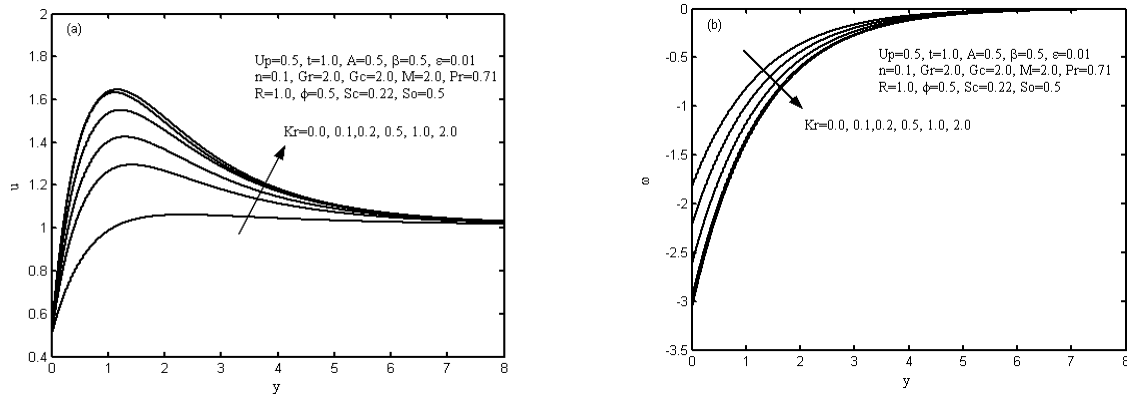 (a)
Up=0.5, t=1.0, A=0.5, β=0.5, ε=0.01
n=0.1, Gr=2.0, Gc=2.0, M=2.0, Pr=0.71
R=1.0, ϕ=0.5, Sc=0.22, So=0.5
Kr=0.0, 0.1,0.2, 0.5, 1.0, 2.0
2
1.8
1.6
1.4
1.2
1
0.8
0.6
0.4
u
0 1 2 3 4 5 6 7 8
y
(b)
Up=0.5, t=1.0, A=0.5, β=0.5, ε=0.01
n=0.1, Gr=2.0, Gc=2.0, M=2.0, Pr=0.71
R=1.0, ϕ=0.5, Sc=0.22, So=0.5
Kr=0.0, 0.1,0.2, 0.5, 1.0, 2.0
0
-0.5
-1
-1.5
-2
-2.5
-3
-3.5
ω
0 1 2 3 4 5 6 7 8
y